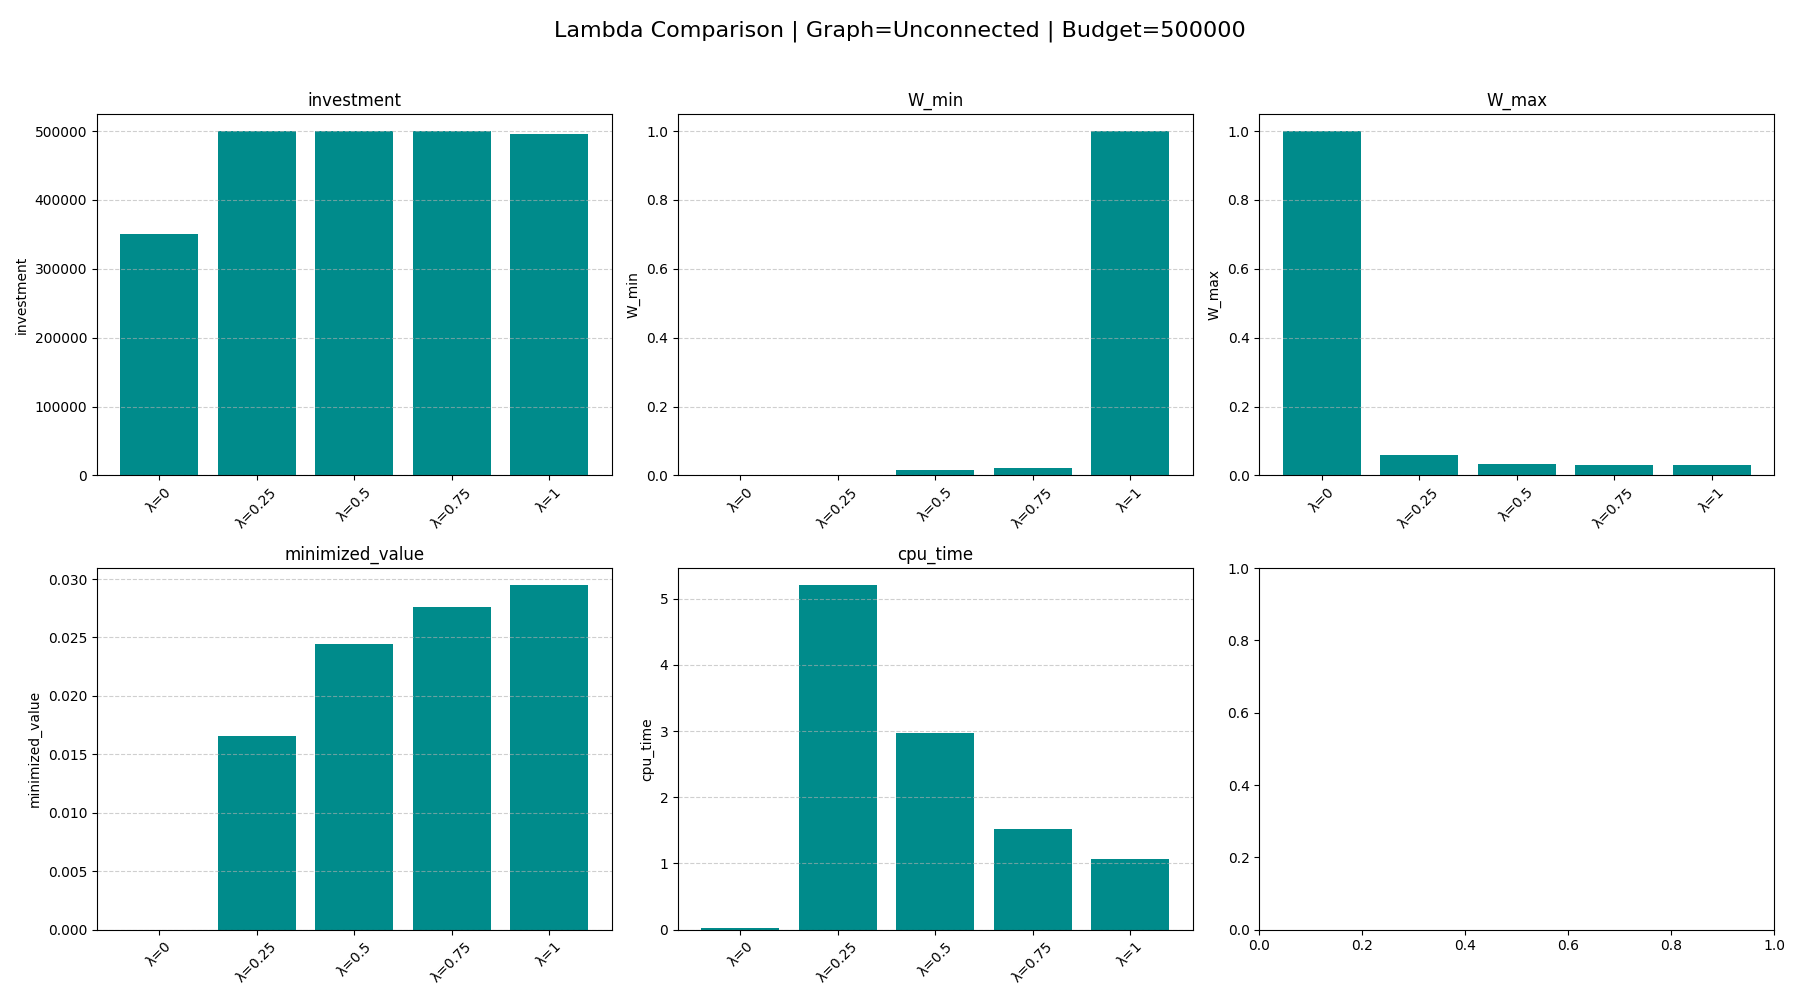 Lambda Comparison | Graph=Unconnected | Budget=500000
investment
investment
500000
400000
300000
200000
100000
0
λ=0
λ=0.25
λ=0.5
λ=0.75
λ=1
W_min
W_min
1.0
0.8
0.6
0.4
0.2
0.0
λ=0
λ=0.25
λ=0.5
λ=0.75
λ=1
W_max
W_max
1.0
0.8
0.6
0.4
0.2
0.0
λ=0
λ=0.25
λ=0.5
λ=0.75
λ=1
minimized_value
minimized_value
0.030
0.025
0.020
0.015
0.010
0.005
0.000
λ=0
λ=0.25
λ=0.5
λ=0.75
λ=1
cpu_time
cpu_time
5
4
3
2
1
0
λ=0
λ=0.25
λ=0.5
λ=0.75
λ=1
1.0
0.8
0.6
0.4
0.2
0.0
0.0 0.2 0.4 0.6 0.8 1.0